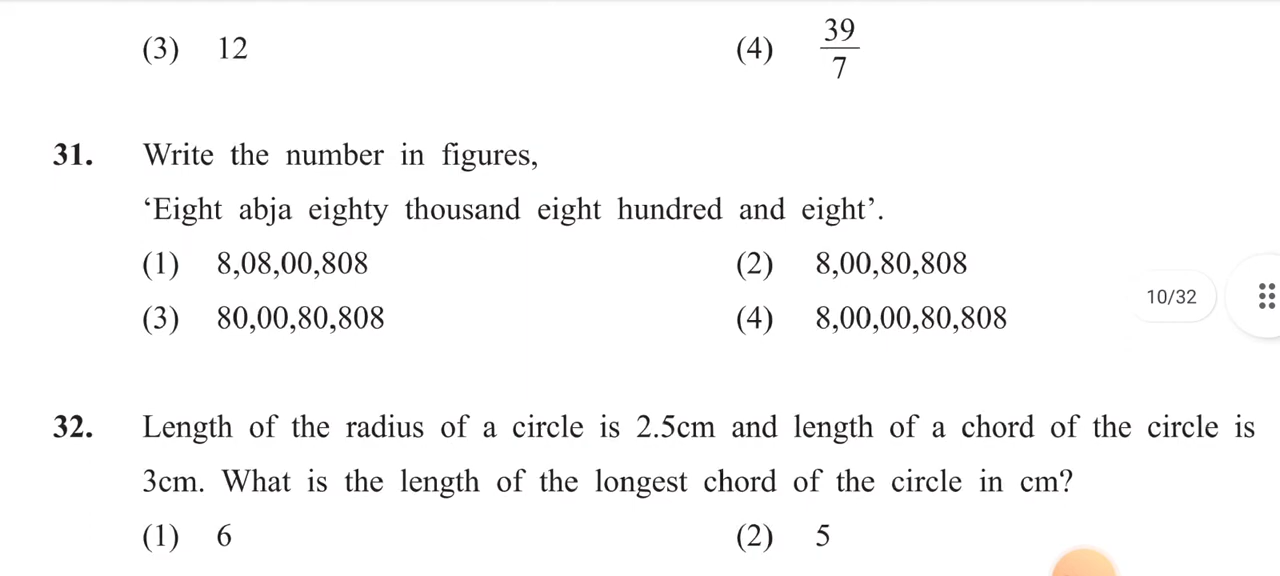 (3) 12 (4) 39/7
31. Write the number in figures,
‘Eight abja eighty thousand eight hundred and eight’.
(1) 8,08,00,808 (2) 8,00,80,808
(3) 80,00,80,808 (4) 8,00,00,80,808
10/32
32. Length of the radius of a circle is 2.5cm and length of a chord of the circle is
3cm. What is the length of the longest chord of the circle in cm?
(1) 6 (2) 5